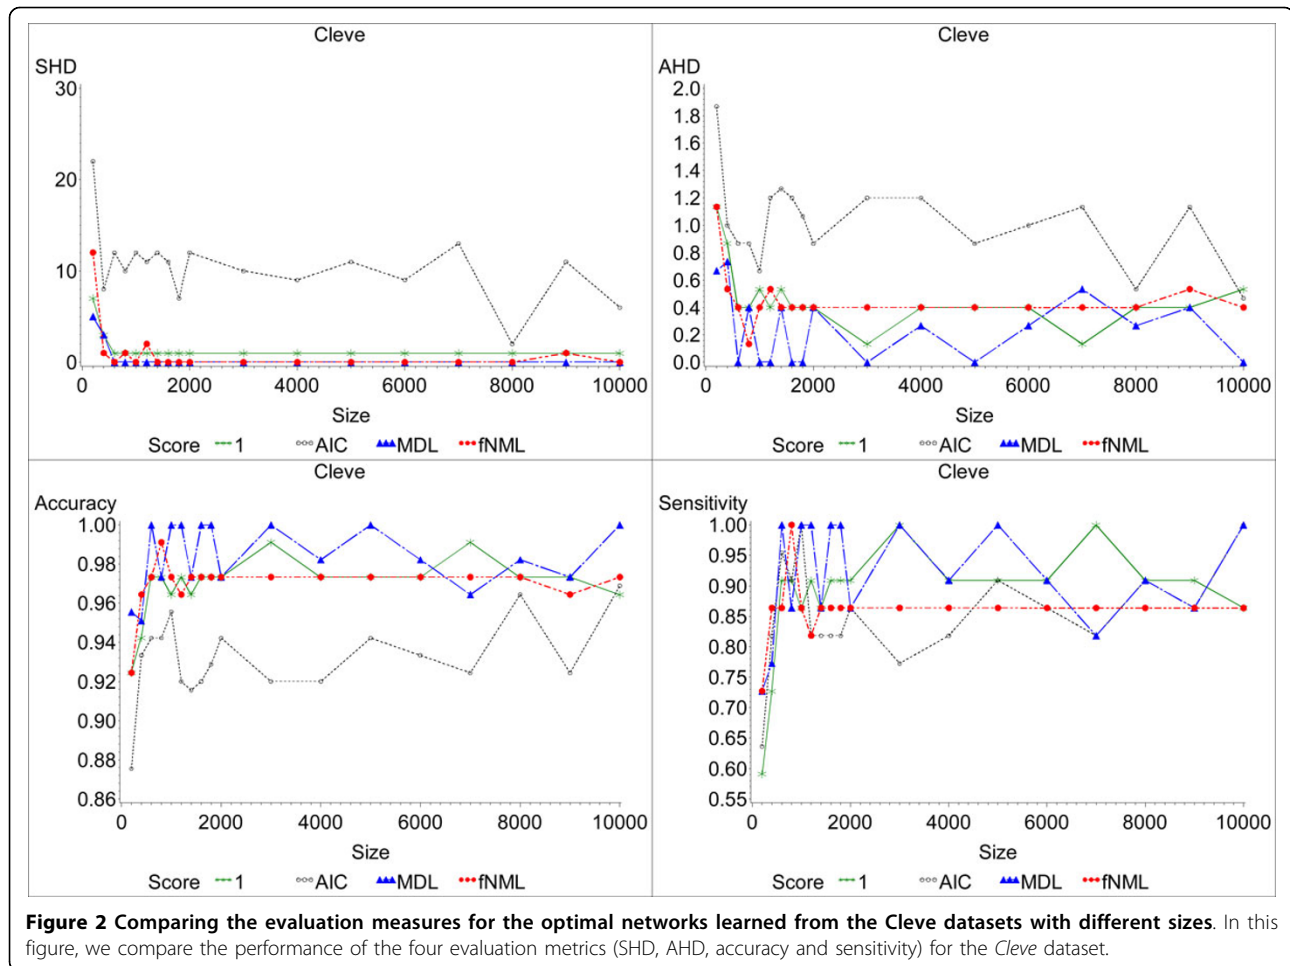 Cleve
SHD
30
20
10
0
0 2000 4000 6000 8000 10000
Size
Score 1 AIC MDL fNML
Cleve
AHD
2.0
1.8
1.6
1.4
1.2
1.0
0.8
0.6
0.4
0.2
0.0
0 2000 4000 6000 8000 10000
Size
Score 1 AIC MDL fNML
Cleve
Accuracy
1.00
0.98
0.96
0.94
0.92
0.90
0.88
0.86
0 2000 4000 6000 8000 10000
Size
Score 1 AIC MDL fNML
Cleve
Sensitivity
1.00
0.95
0.90
0.85
0.80
0.75
0.70
0.65
0.60
0.55
0 2000 4000 6000 8000 10000
Size
Score 1 AIC MDL fNML
Figure 2 Comparing the evaluation measures for the optimal networks learned from the Cleve datasets with different sizes. In this
figure, we compare the performance of the four evaluation metrics (SHD, AHD, accuracy and sensitivity) for the Cleve dataset.